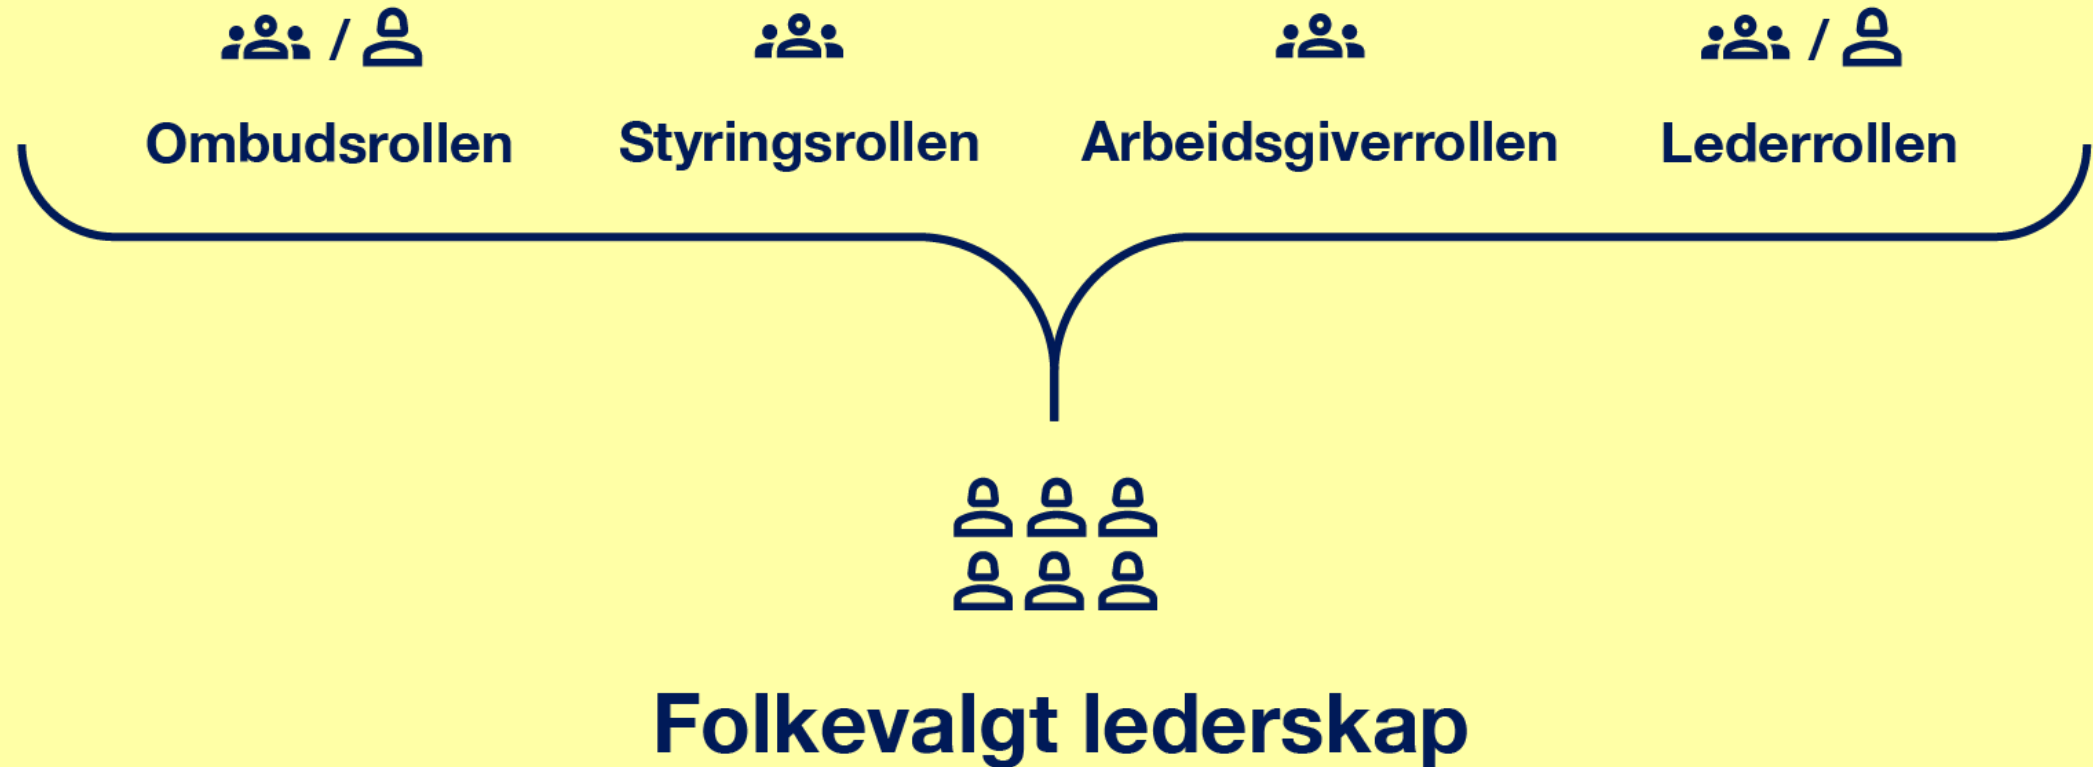 / /
Ombudsrollen Styringsrollen Arbeidsgiverrollen Lederrollen
Folkevalgt lederskap